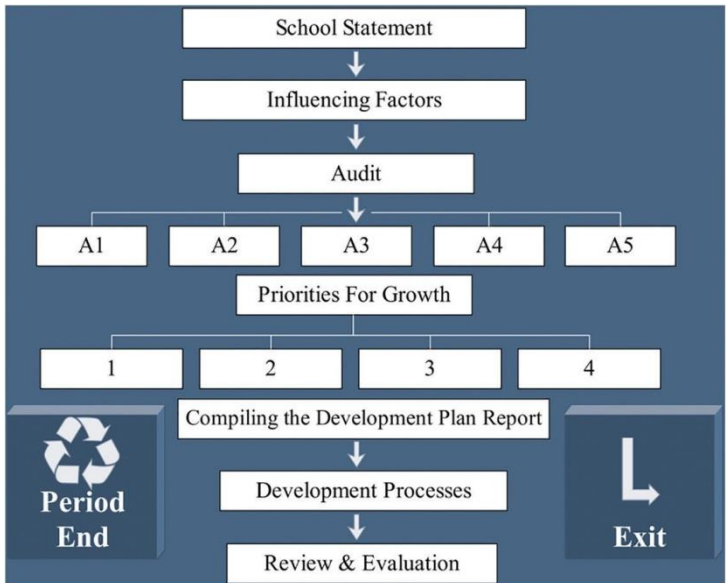 School Statement
Influencing Factors
Audit
A1
A2
A3
A4
A5
Priorities For Growth
1
2
3
4
Compiling the Development Plan Report
Development Processes
Review & Evaluation
Period
End
Exit